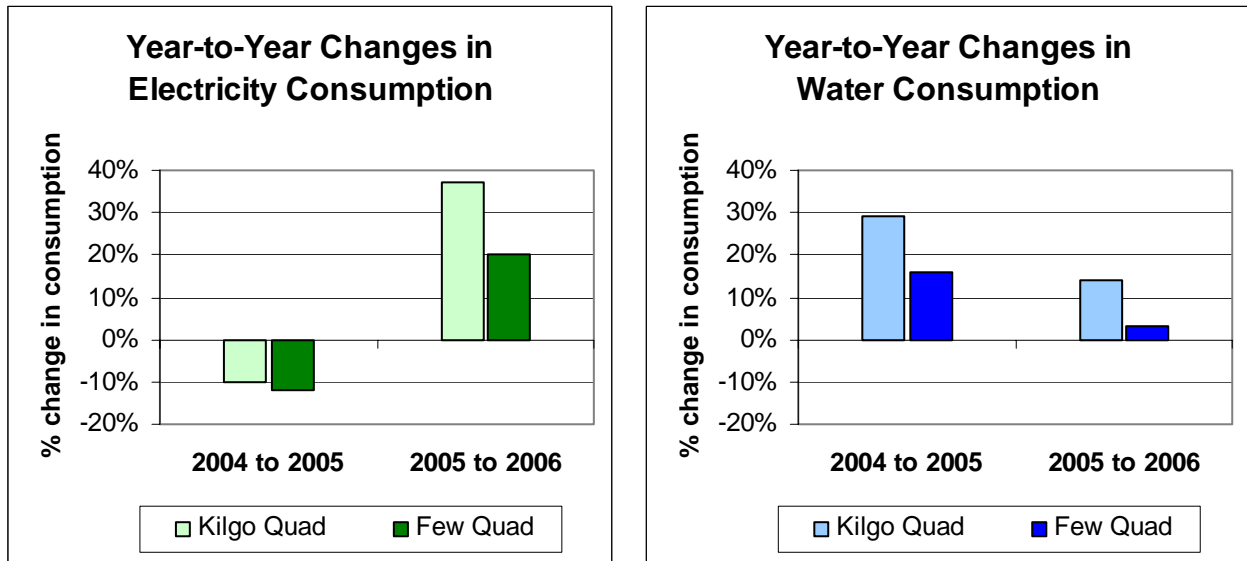 Year-to-Year Changes in
Electricity Consumption
% change in consumption
40%
30%
20%
10%
0%
-10%
-20%
2004 to 2005
2005 to 2006
Kilgo Quad
Few Quad
Year-to-Year Changes in
Water Consumption
% change in consumption
40%
30%
20%
10%
0%
-10%
-20%
2004 to 2005
2005 to 2006
Kilgo Quad
Few Quad